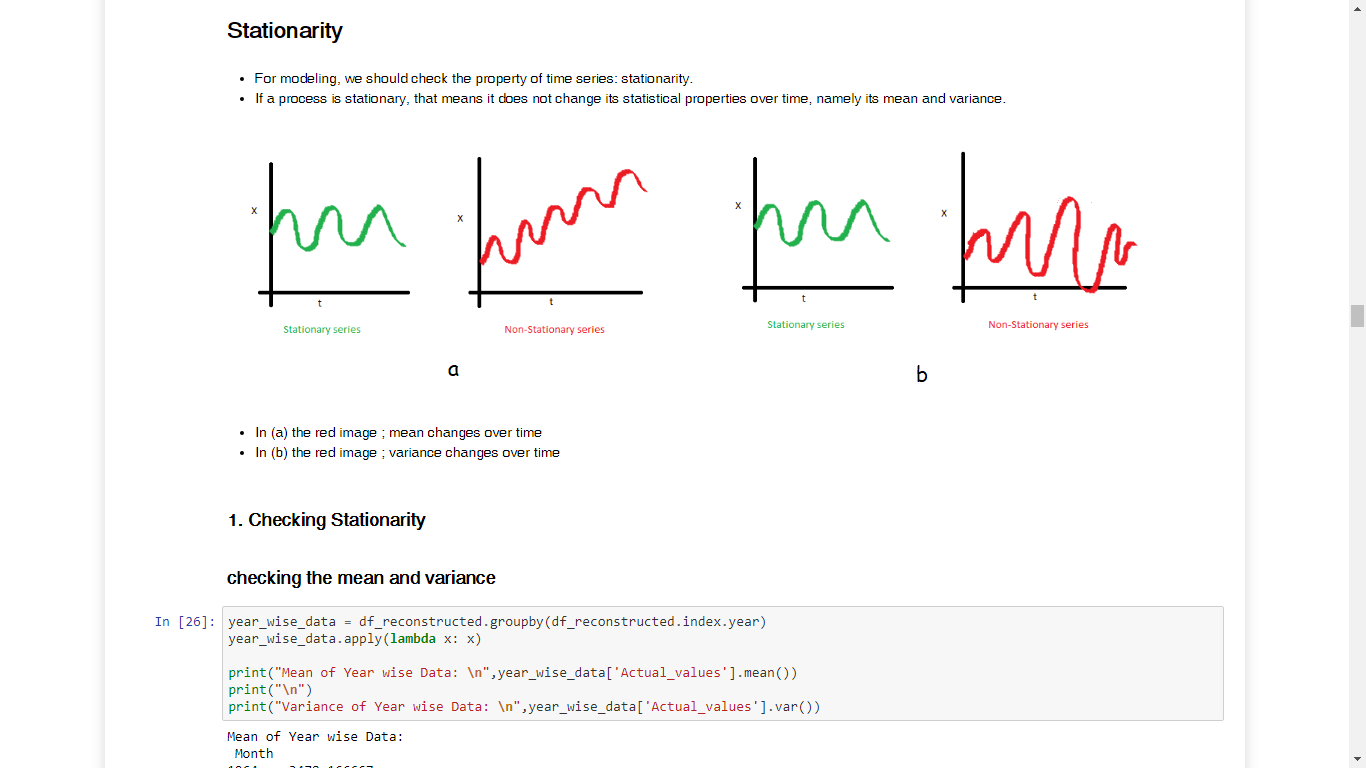 Stationarity
• For modeling, we should check the property of time series: stationarity.
• If a process is stationary, that means it does not change its statistical properties over time, namely its mean and variance.
x
t
Stationary series
x
t
Non-Stationary series
a
x
t
Stationary series
x
t
Non-Stationary series
b
• In (a) the red image ; mean changes over time
• In (b) the red image ; variance changes over time
1. Checking Stationarity
checking the mean and variance
In [26]:
year_wise_data = df_reconstructed.groupby(df_reconstructed.index.year)
year_wise_data.apply(lambda x: x)
print("Mean of Year wise Data: \n",year_wise_data['Actual_values'].mean())
print("\n")
print("Variance of Year wise Data: \n",year_wise_data['Actual_values'].var())
Mean of Year wise Data:
Month